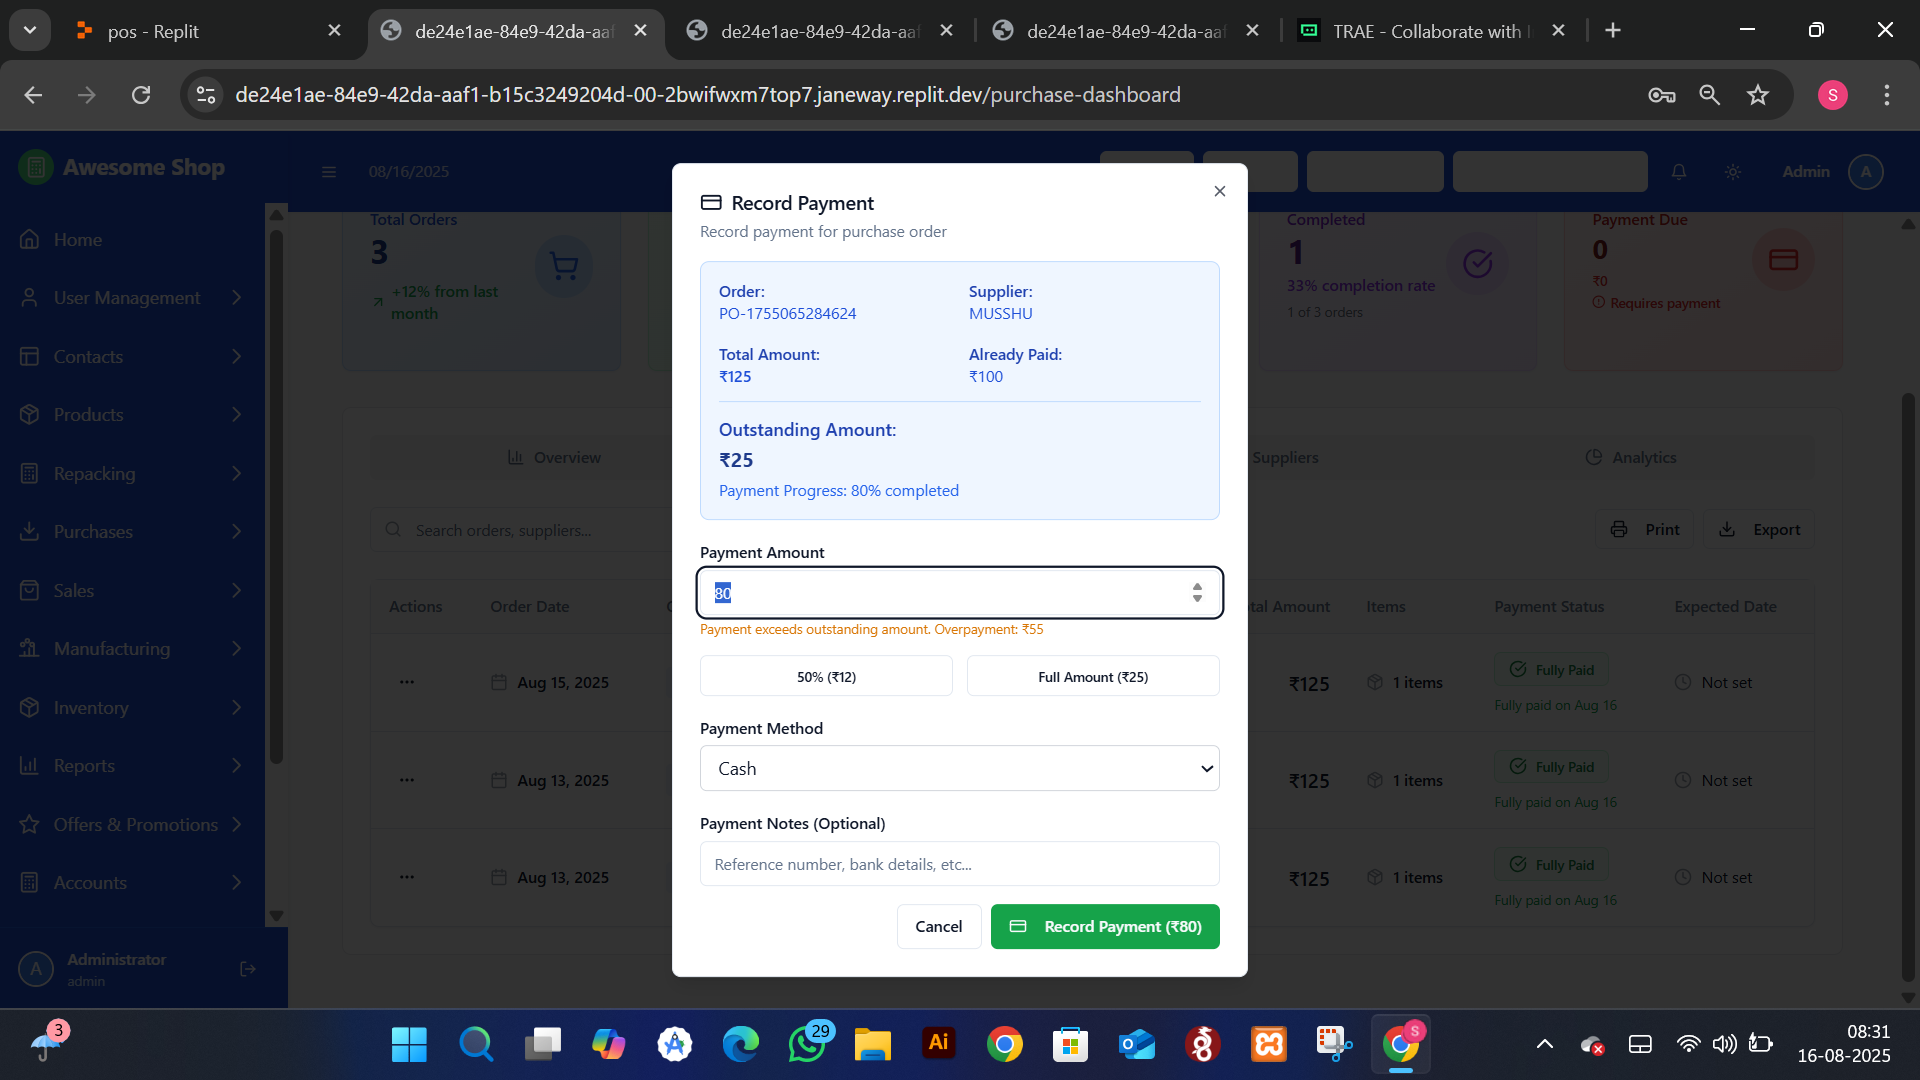 pos - Replit
de24e1ae-84e9-42da-aaf
de24e1ae-84e9-42da-aaf
de24e1ae-84e9-42da-aaf
TRAE - Collaborate with I
de24e1ae-84e9-42da-aaf1-b15c3249204d-00-2bwifwxm7top7.janeway.replit.dev/purchase-dashboard
S
Awesome Shop
08/16/2025
Admin
A
Home
User Management
Contacts
Products
Repacking
Purchases
Sales
Manufacturing
Inventory
Reports
Offers & Promotions
Accounts
A
Administrator
admin
Total Orders
3
+12% from last
month
Completed
1
33% completion rate
1 of 3 orders
Payment Due
0
₹0
Requires payment
Overview
Suppliers
Analytics
Search orders, suppliers...
Print
Export
Actions
Order Date
tal Amount
Items
Payment Status
Expected Date
Aug 15, 2025
₹125
1 items
Fully Paid
Fully paid on Aug 16
Not set
Aug 13, 2025
₹125
1 items
Fully Paid
Fully paid on Aug 16
Not set
Aug 13, 2025
₹125
1 items
Fully Paid
Fully paid on Aug 16
Not set
Record Payment
Record payment for purchase order
Order:
PO-1755065284624
Supplier:
MUSSHU
Total Amount:
₹125
Already Paid:
₹100
Outstanding Amount:
₹25
Payment Progress: 80% completed
Payment Amount
80
Payment exceeds outstanding amount. Overpayment: ₹55
50% (₹12)
Full Amount (₹25)
Payment Method
Cash
Payment Notes (Optional)
Reference number, bank details, etc...
Cancel
Record Payment (₹80)
3
29
Ai
S
08:31
16-08-2025